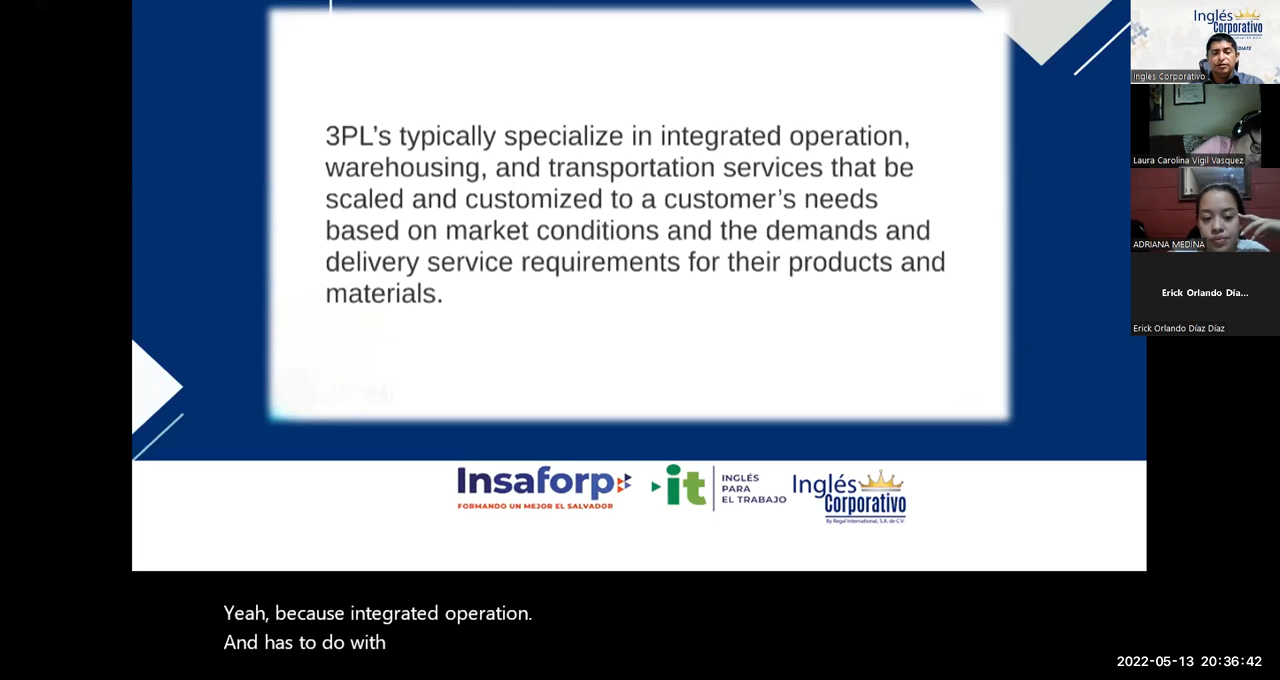 3PL’s typically specialize in integrated operation,
warehousing, and transportation services that be
scaled and customized to a customer’s needs
based on market conditions and the demands and
delivery service requirements for their products and
materials.
Insaforp
FORMANDO UN MEJOR EL SALVADOR
it
INGLÉS
PARA
EL TRABAJO
Inglés
Corporativo
By Regal International, S.A. de C.V.
Yeah, because integrated operation.
And has to do with
Inglés
Corporativo
Ingles Corporativo
Laura Carolina Vigil Vasquez
ADRIANA MEDINA
Erick Orlando Día...
Erick Orlando Díaz Díaz
2022-05-13 20:36:42